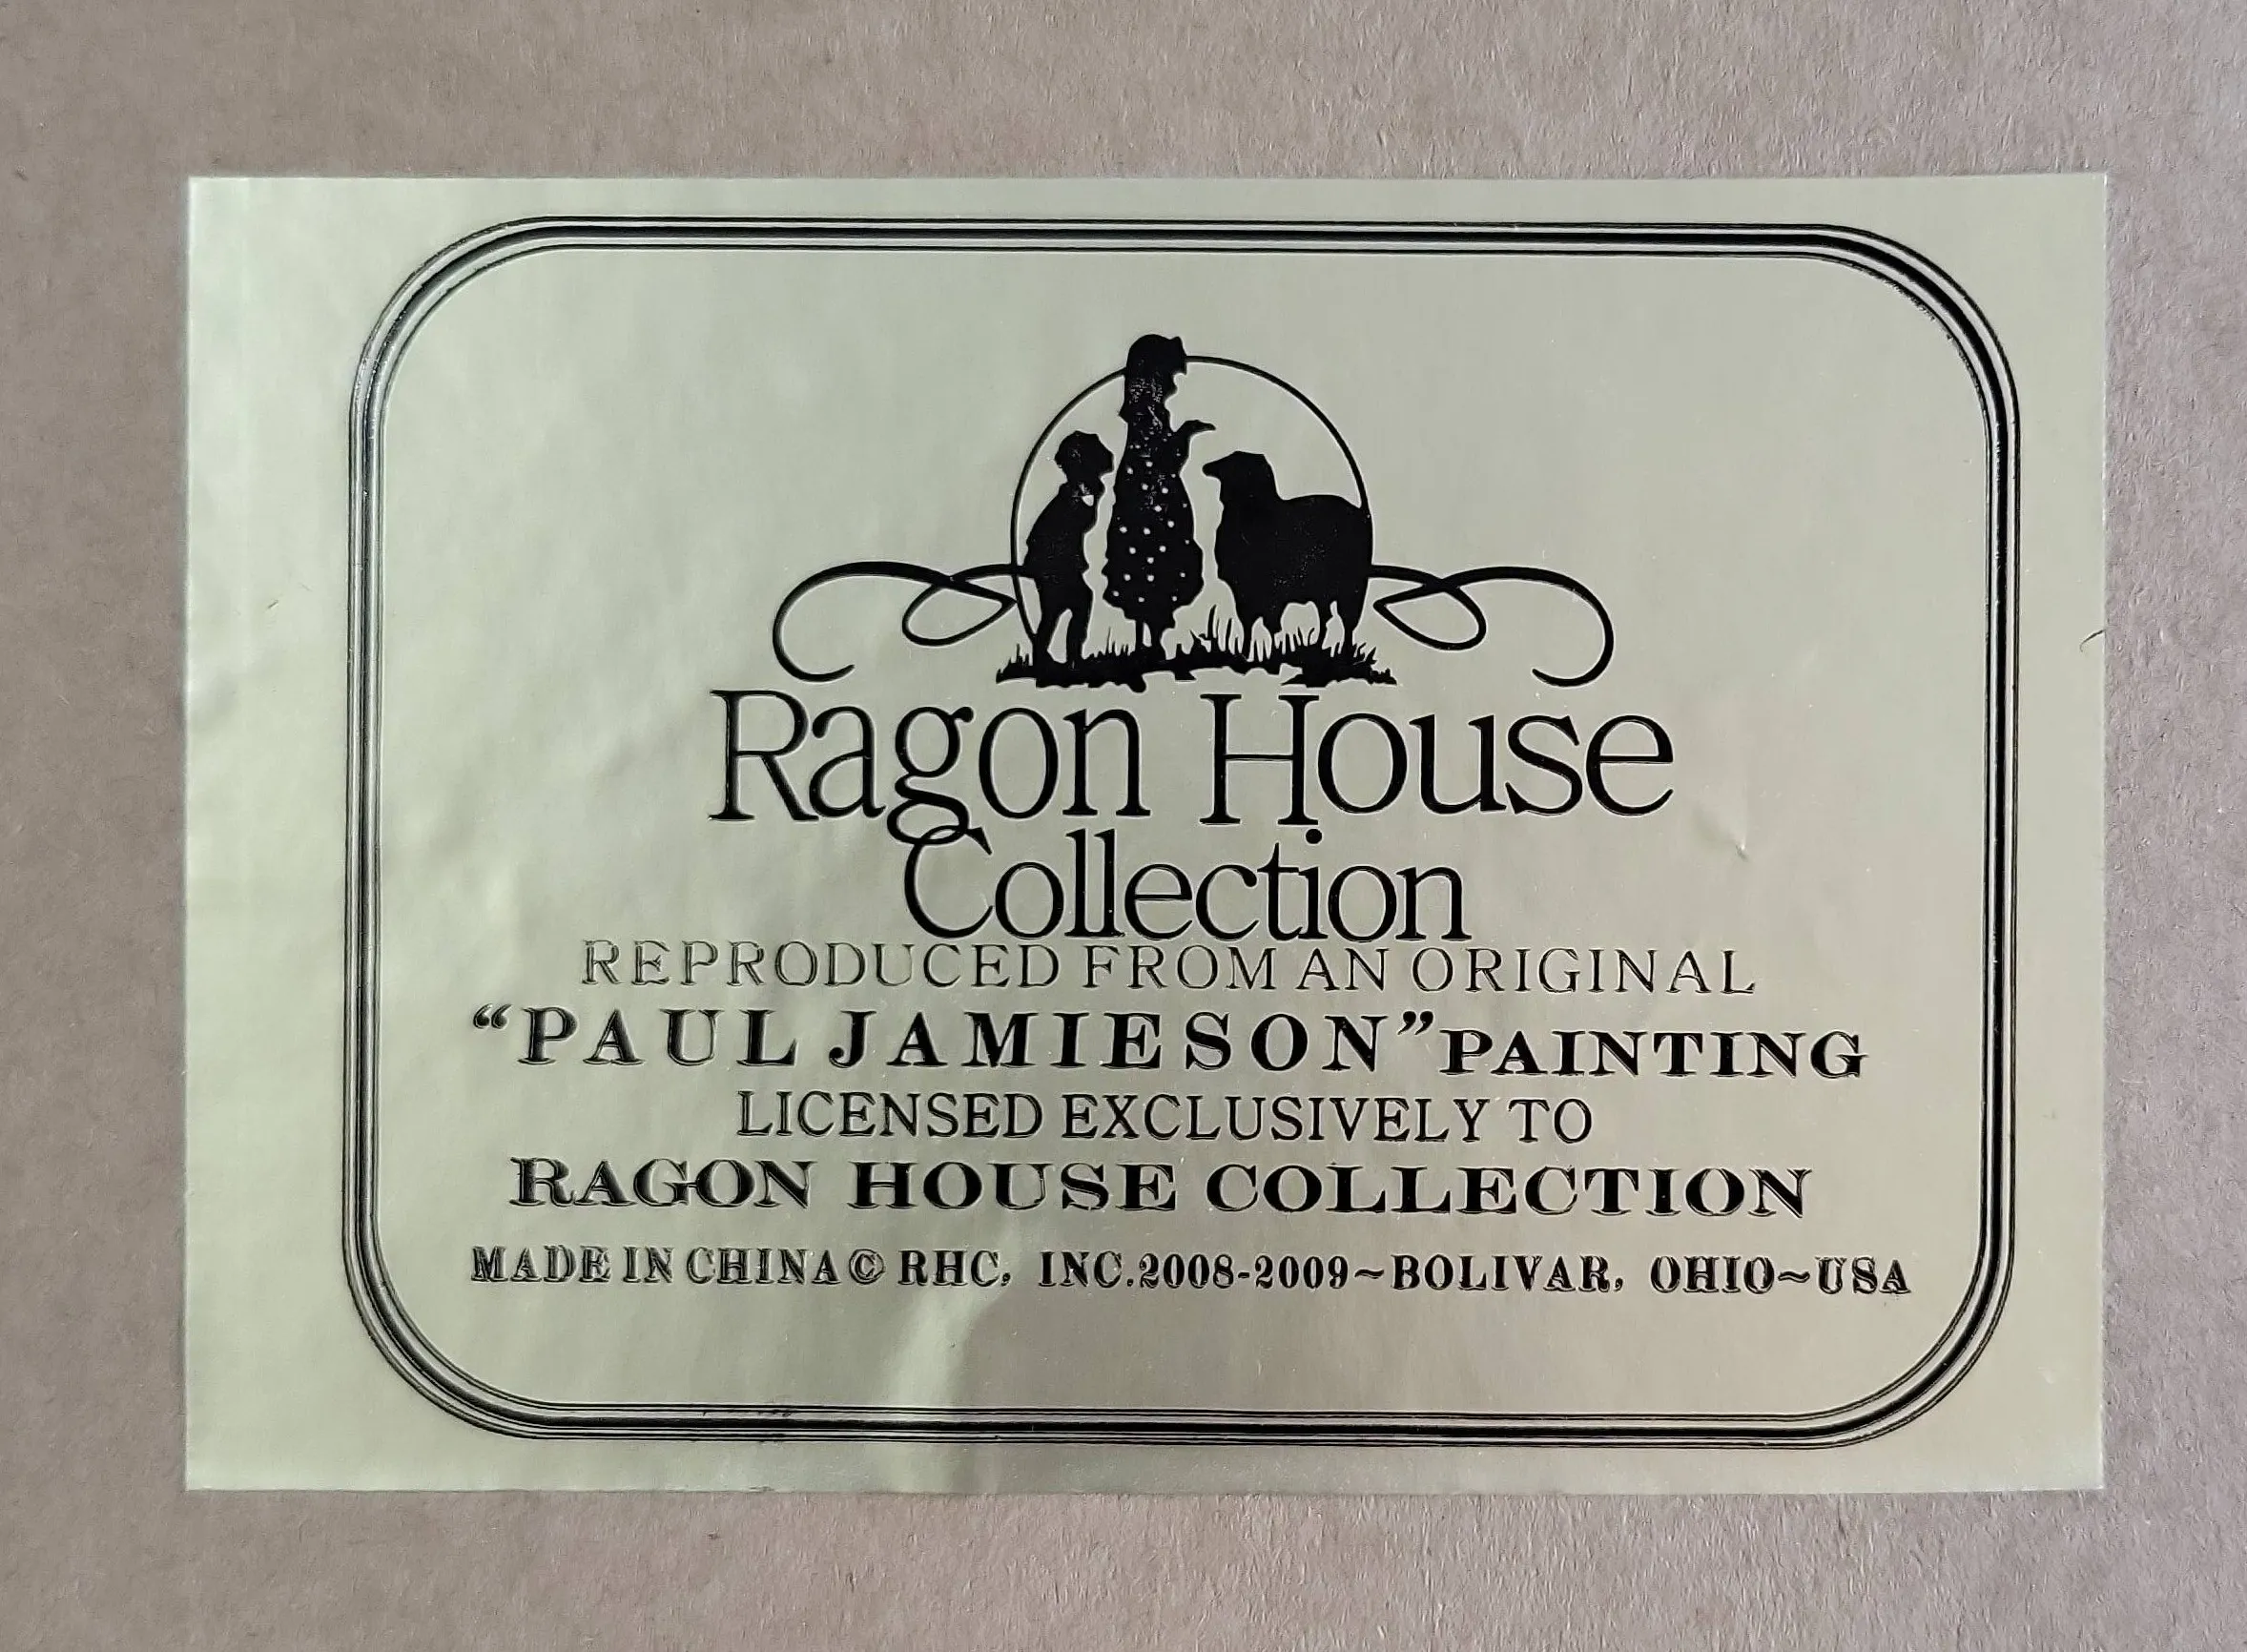 Ragon House
Collection
REPRODUCED FROM AN ORIGINAL
“PAUL JAMIESON” PAINTING
LICENSED EXCLUSIVELY TO
RAGON HOUSE COLLECTION
MADE IN CHINA © RHC, INC.2008-2009~BOLIVAR, OHIO~USA